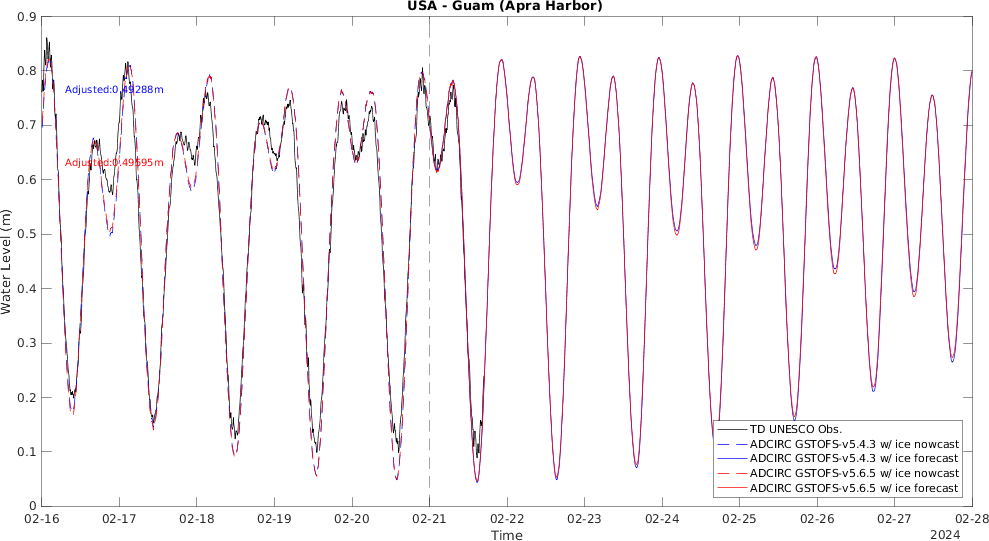 USA - Guam (Apra Harbor)
0.9
0.8
0.7
0.6
0.5
0.4
0.3
0.2
0.1
0
Water Level (m)
Adjusted:0.49288m
Adjusted:0.49595m
TD UNESCO Obs.
ADCIRC GSTOFS-v5.4.3 w/ ice nowcast
ADCIRC GSTOFS-v5.4.3 w/ ice forecast
ADCIRC GSTOFS-v5.6.5 w/ ice nowcast
ADCIRC GSTOFS-v5.6.5 w/ ice forecast
02-16 02-17 02-18 02-19 02-20 02-21 02-22 02-23 02-24 02-25 02-26 02-27 02-28
Time
2024